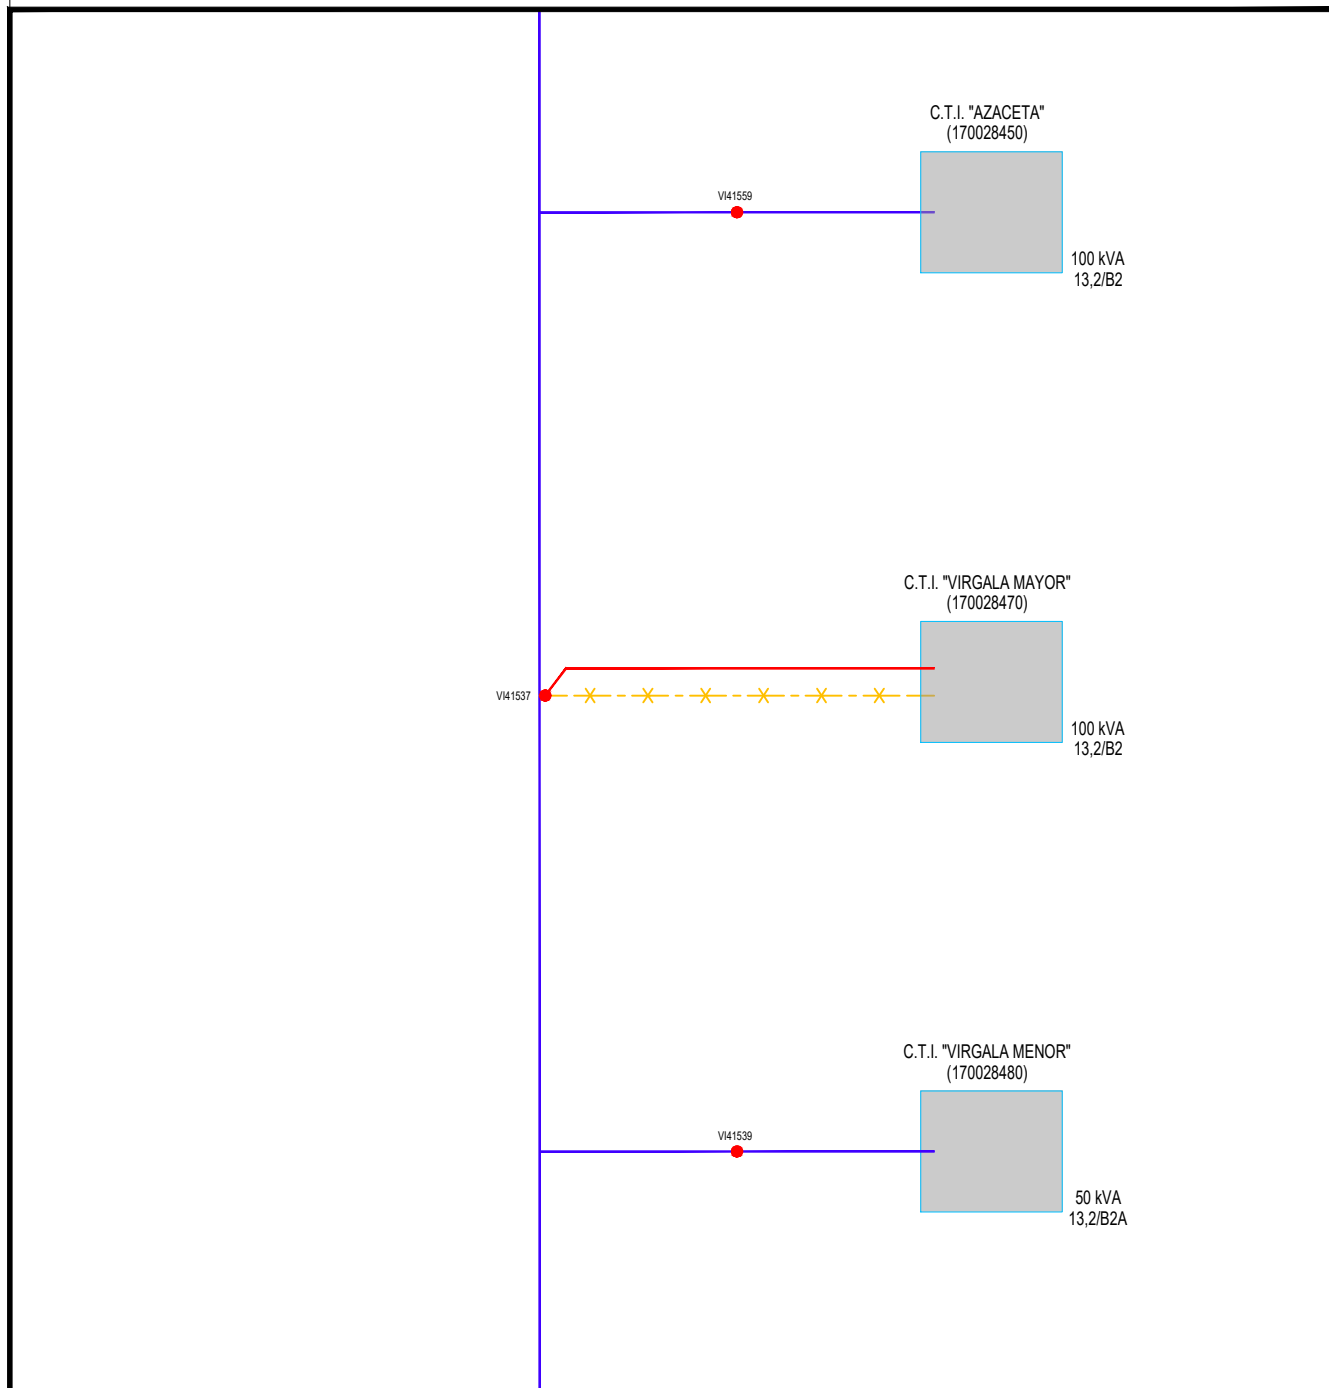 C.T.I. "AZACETA"
(170028450)
VI41559
100 kVA
13,2/B2
C.T.I. "VIRGALA MAYOR"
(170028470)
VI41537
100 kVA
13,2/B2
C.T.I. "VIRGALA MENOR"
(170028480)
VI41539
50 kVA
13,2/B2A